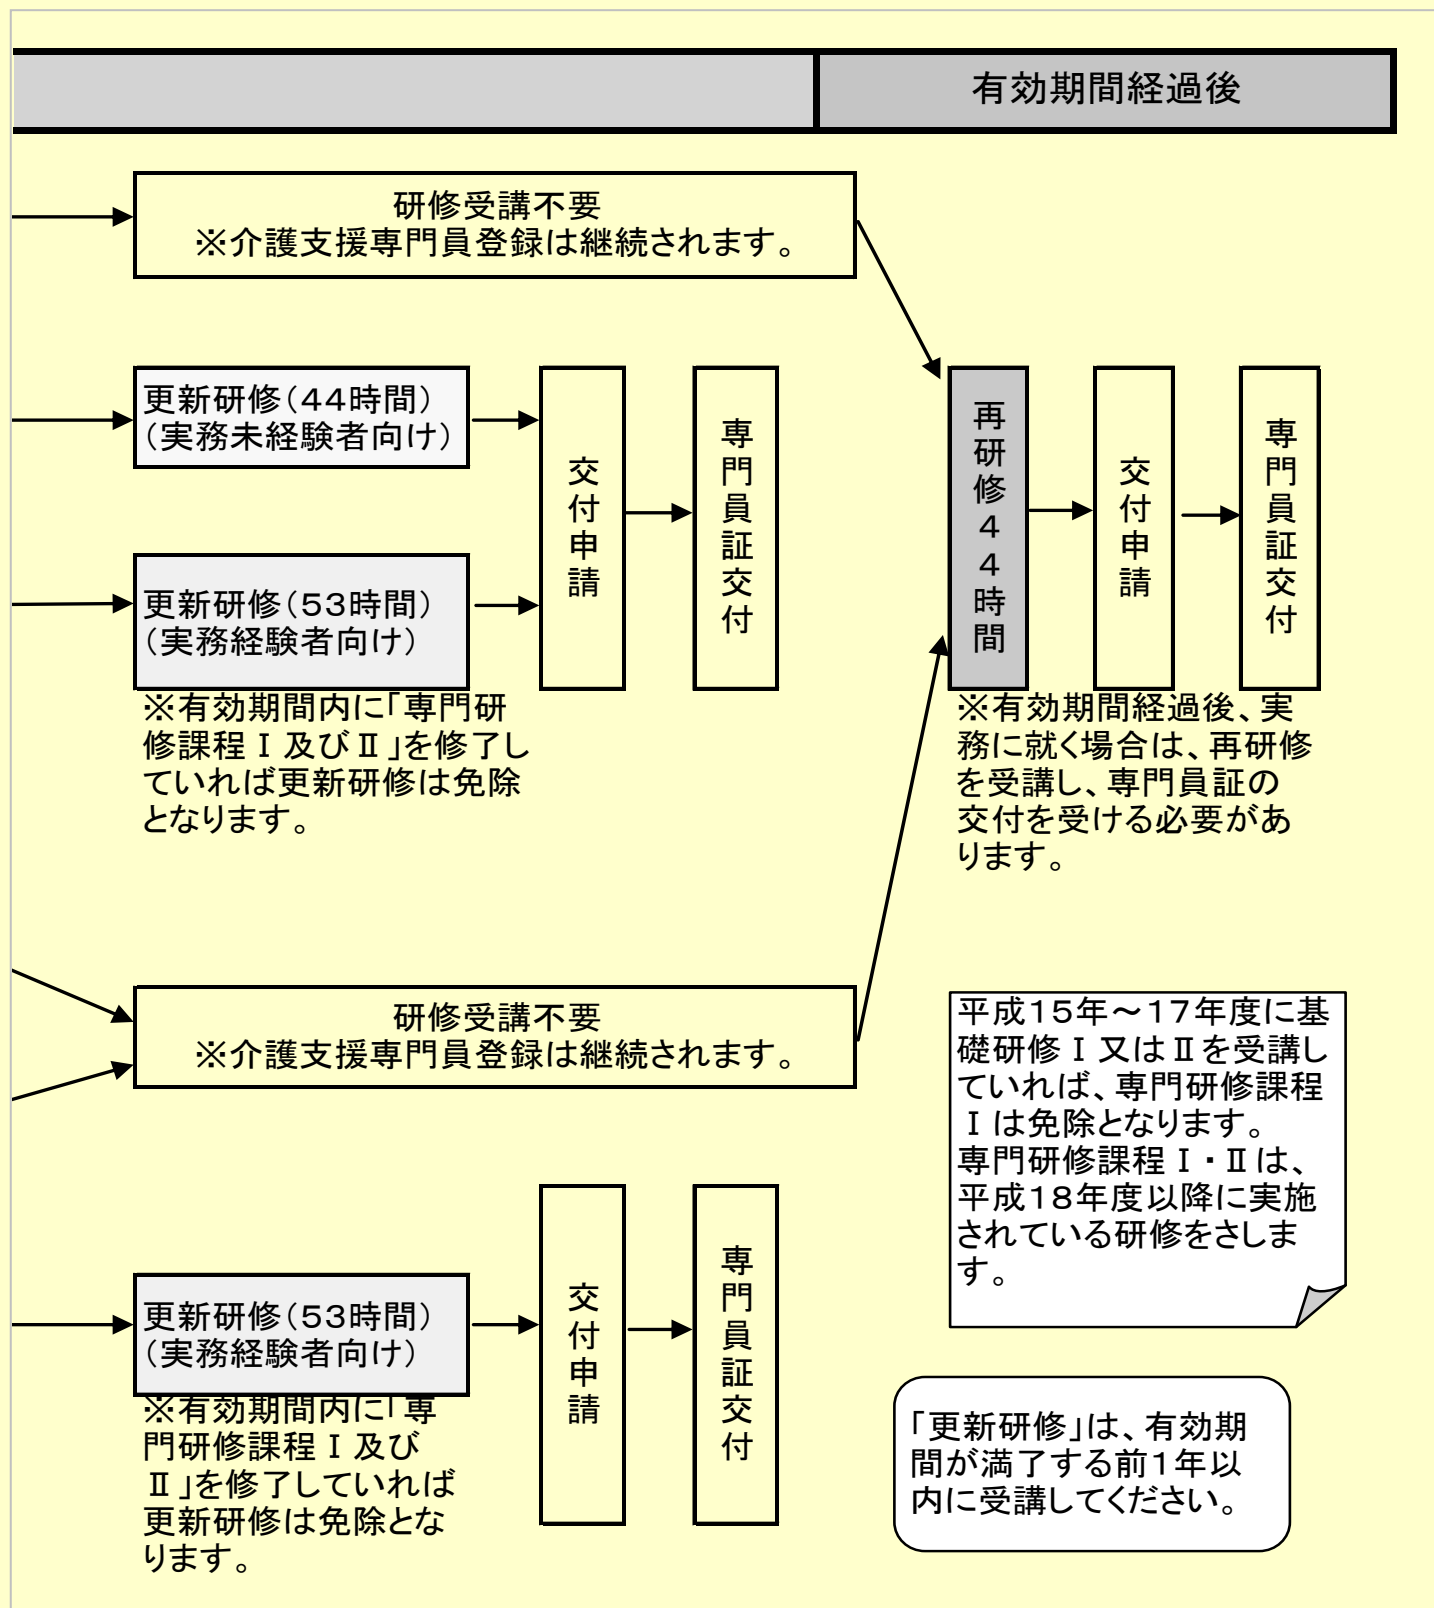 有効期間経過後
研修受講不要
※介護支援専門員登録は継続されます。
更新研修(44時間)
(実務未経験者向け)
更新研修(53時間)
(実務経験者向け)
※有効期間内に「専門研
修課程Ⅰ及びⅡ」を修了し
ていれば更新研修は免除
となります。
交付申請
専門員証交付
再研修44時間
交付申請
専門員証交付
※有効期間経過後、実
務に就く場合は、再研修
を受講し、専門員証の
交付を受ける必要があ
ります。
研修受講不要
※介護支援専門員登録は継続されます。
平成15年～17年度に基
礎研修Ⅰ又はⅡを受講し
ていれば、専門研修課程
Ⅰは免除となります。
専門研修課程Ⅰ・Ⅱは、
平成18年度以降に実施
されている研修をさしま
す。
更新研修(53時間)
(実務経験者向け)
※有効期間内に「専
門研修課程Ⅰ及び
Ⅱ」を修了していれば
更新研修は免除とな
ります。
交付申請
専門員証交付
「更新研修」は、有効期
間が満了する前1年以
内に受講してください。